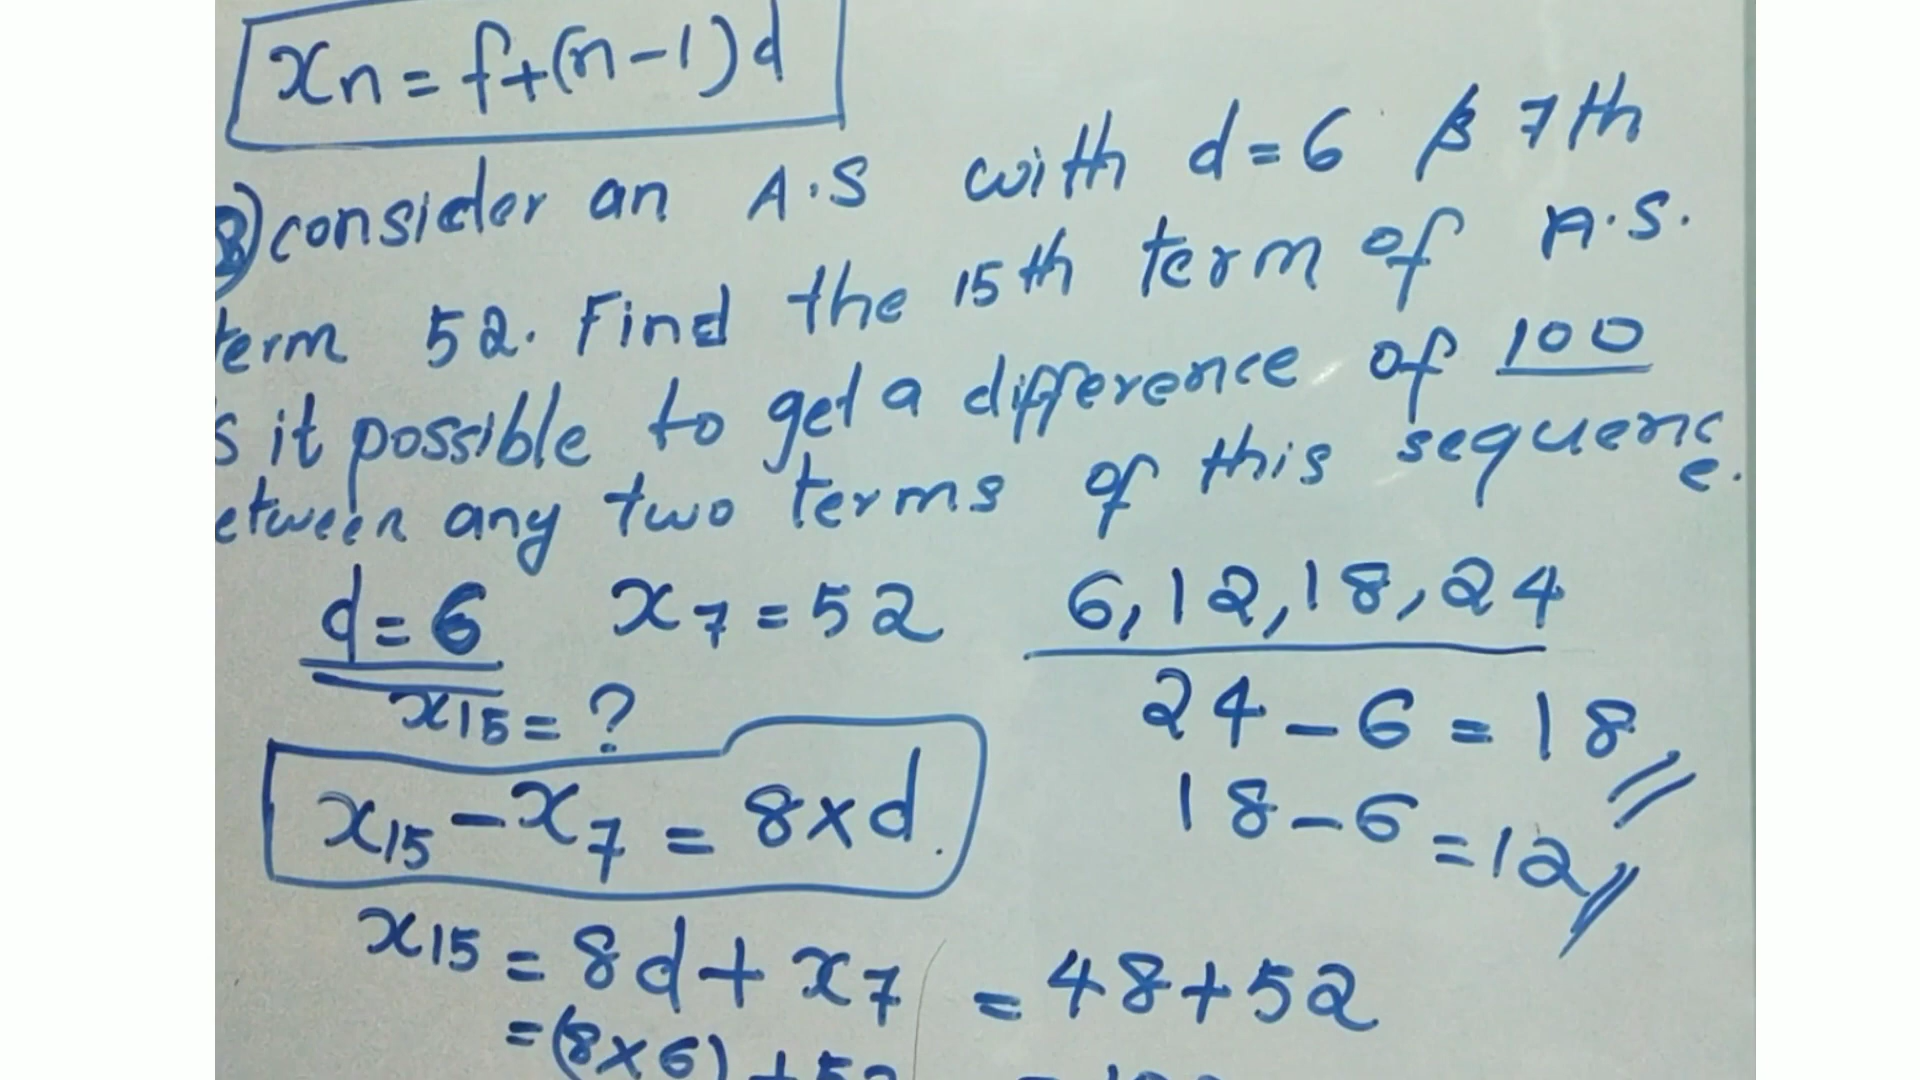 xn = f+(n-1)d
8) consider an A.S with d=6 & 7th
term 52. Find the 15th term of A.S.
s it possible to get a difference of 100
etween any two terms of this sequence.
d=6 x7=52 6,12,18,24
x15=? 24-6=18
x15-x7=8xd. 18-6=12
x15=8d+x7 =48+52
=(8x6)+52